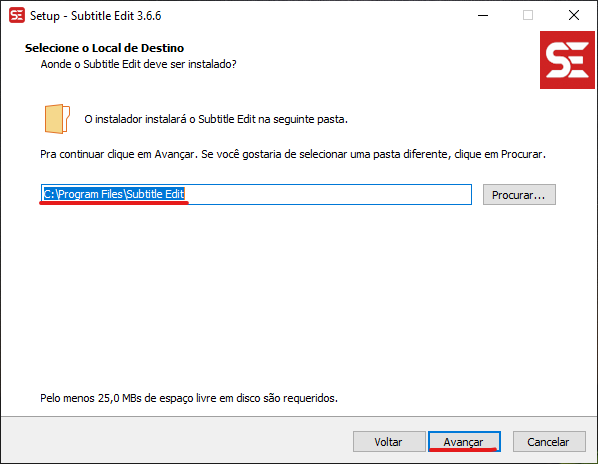 Setup - Subtitle Edit 3.6.6
Selecione o Local de Destino
Aonde o Subtitle Edit deve ser instalado?
SE
O instalador instalará o Subtitle Edit na seguinte pasta.
Pra continuar clique em Avançar. Se você gostaria de selecionar uma pasta diferente, clique em Procurar.
C:\Program Files\Subtitle Edit
Procurar...
Pelo menos 25,0 MBs de espaço livre em disco são requeridos.
Voltar
Avançar
Cancelar